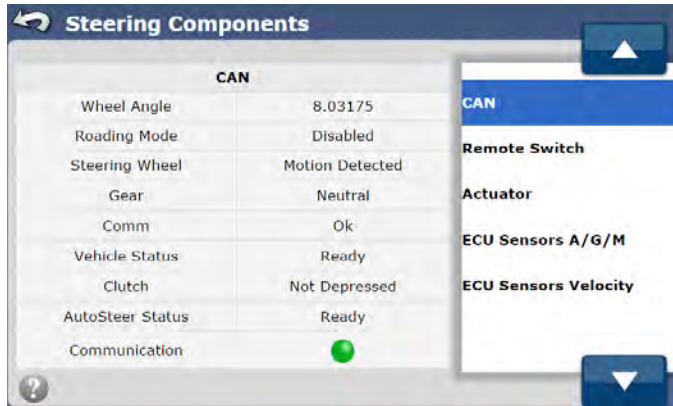 Steering Components
CAN
Wheel Angle 8.03175
Roading Mode Disabled
Steering Wheel Motion Detected
Gear Neutral
Comm Ok
Vehicle Status Ready
Clutch Not Depressed
AutoSteer Status Ready
Communication
?
CAN
Remote Switch
Actuator
ECU Sensors A/G/M
ECU Sensors Velocity